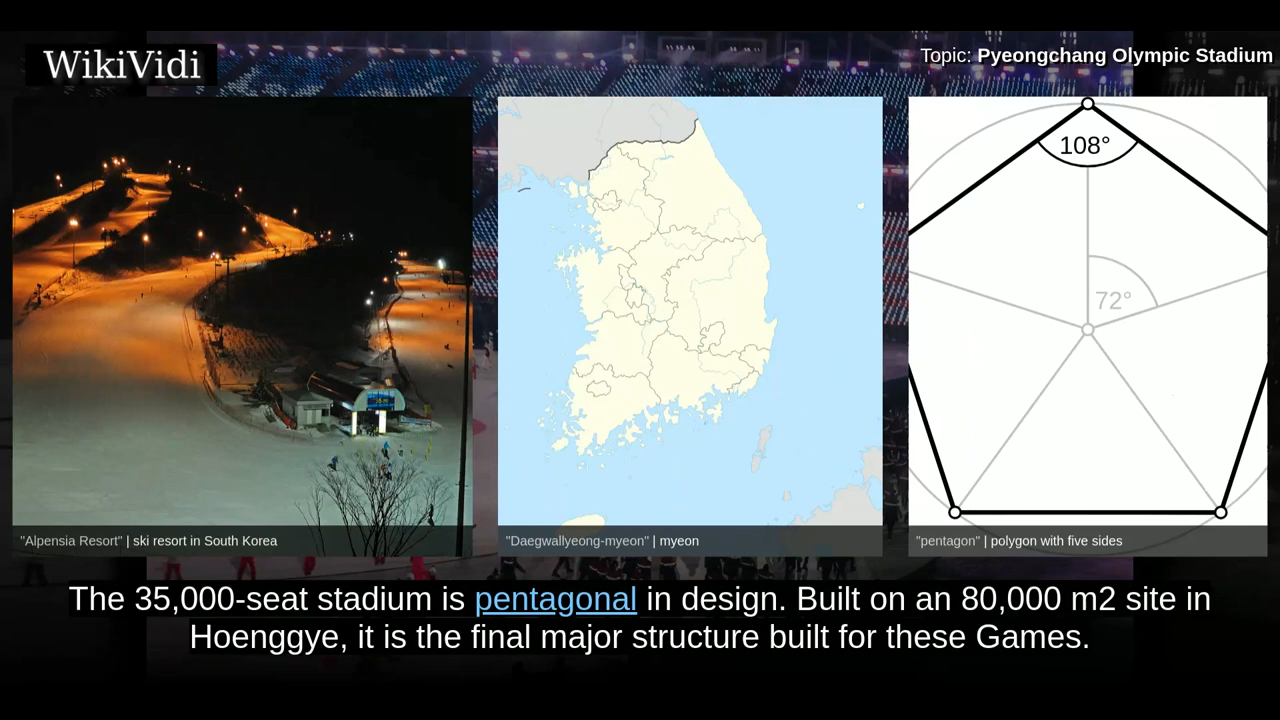 WikiVidi
Topic: Pyeongchang Olympic Stadium
108°
72°
"Alpensia Resort" | ski resort in South Korea
"Daegwallyeong-myeon" | myeon
"pentagon" | polygon with five sides
The 35,000-seat stadium is pentagonal in design. Built on an 80,000 m2 site in
Hoenggye, it is the final major structure built for these Games.